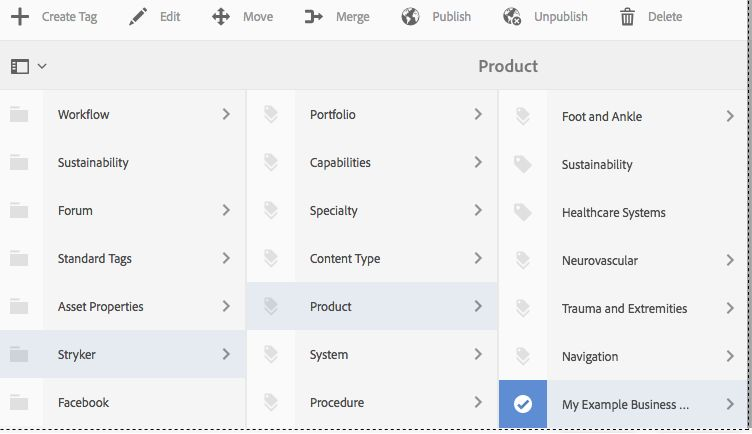 Create Tag Edit Move Merge Publish Unpublish Delete
Product
Workflow
Sustainability
Forum
Standard Tags
Asset Properties
Stryker
Facebook
Portfolio
Capabilities
Specialty
Content Type
Product
System
Procedure
Foot and Ankle
Sustainability
Healthcare Systems
Neurovascular
Trauma and Extremities
Navigation
My Example Business ...